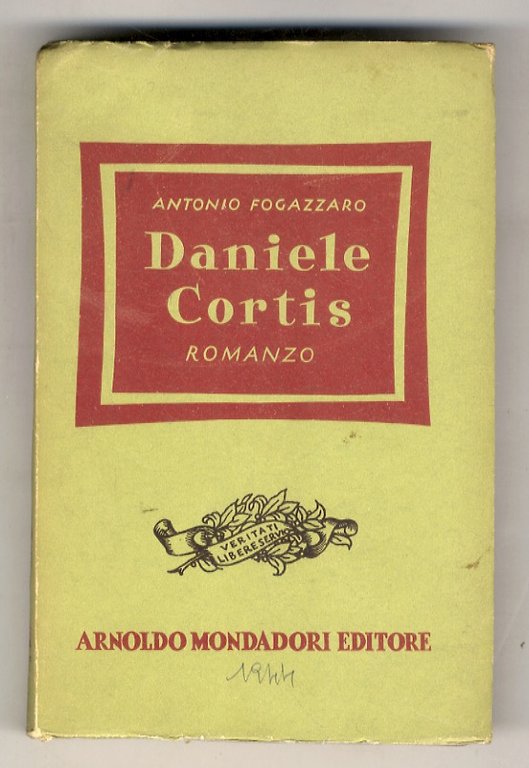 ANTONIO FOGAZZARO
Daniele
Cortis
ROMANZO
VERITATI
LIBERE SERVIO
ARNOLDO MONDADORI EDITORE
1944